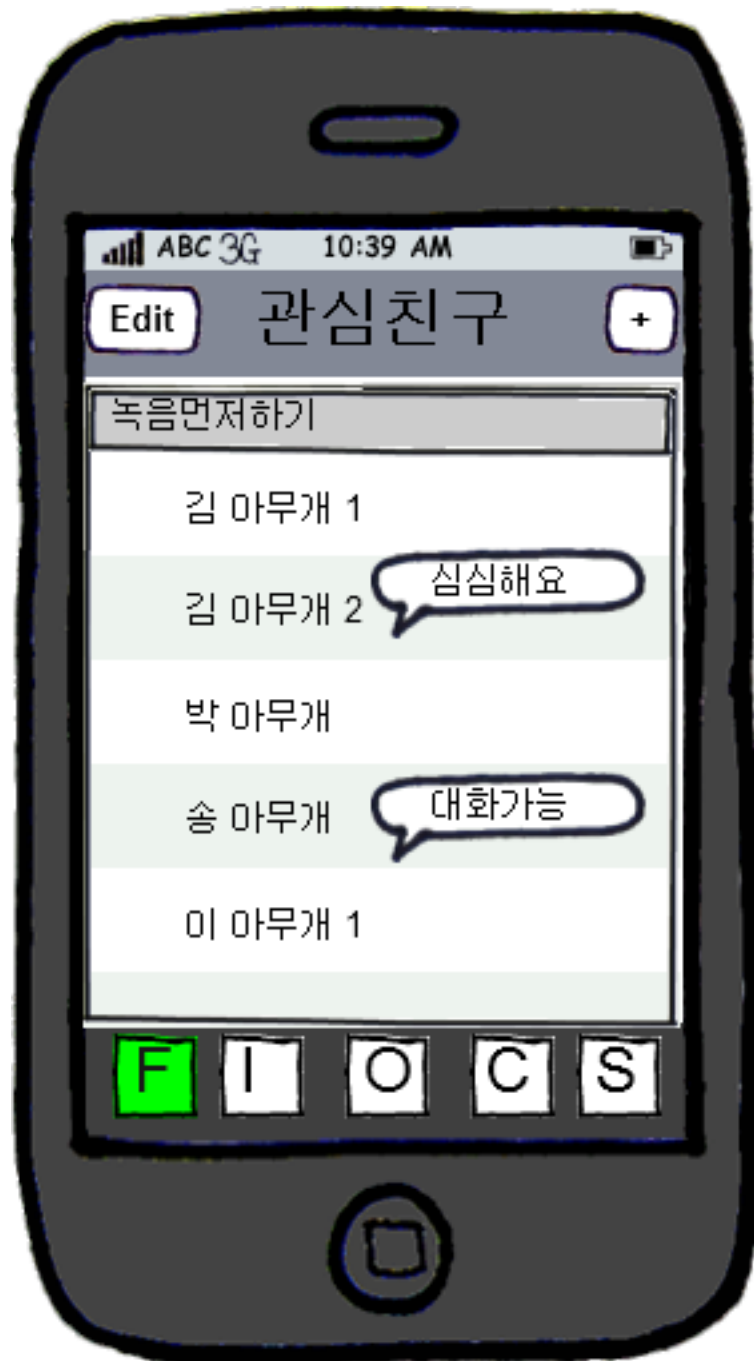 ABC 3G 10:39 AM
Edit 관심친구 +
녹음먼저하기
김 아무개 1
심심해요
김 아무개 2
박 아무개
대화가능
송 아무개
이 아무개 1
F I O C S